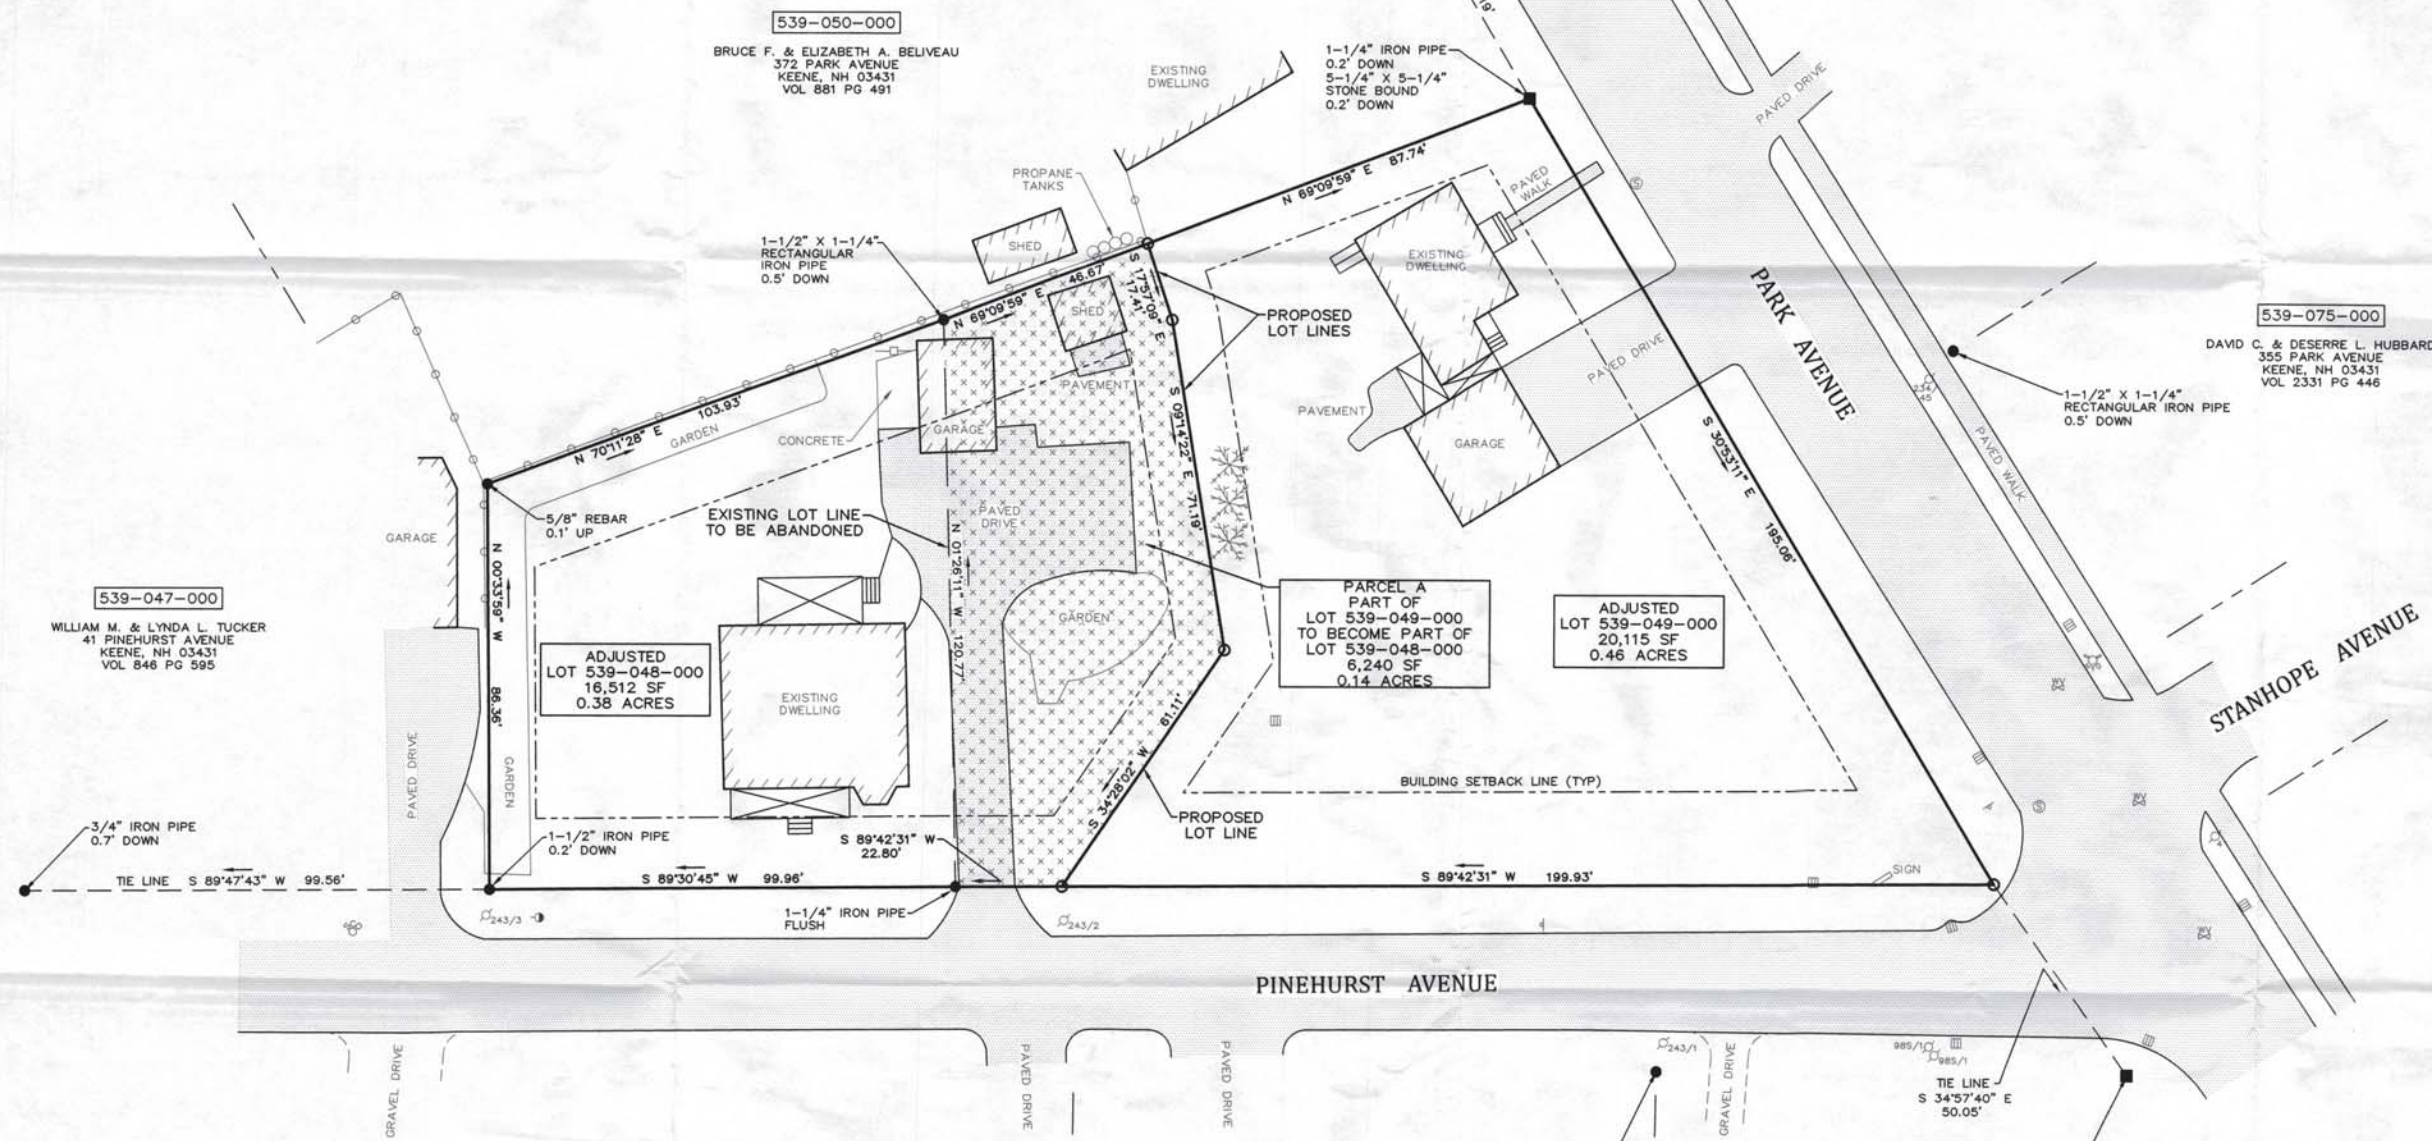 539-050-000
BRUCE F. & ELIZABETH A. BELIVEAU
372 PARK AVENUE
KEENE, NH 03431
VOL 881 PG 491
EXISTING
DWELLING
1-1/4" IRON PIPE
0.2' DOWN
5-1/4" X 5-1/4"
STONE BOUND
0.2' DOWN
PAVED DRIVE
PROPANE
TANKS
N 69°09'59" E 87.74'
PAVED
WALK
1-1/2" X 1-1/4"
RECTANGULAR
IRON PIPE
0.5' DOWN
SHED
N 69°09'59" E 46.67'
SHED
S 17°57'09" E
17.41'
PROPOSED
LOT LINES
EXISTING
DWELLING
PARK AVENUE
539-075-000
DAVID C. & DESERRE L. HUBBARD
355 PARK AVENUE
KEENE, NH 03431
VOL 2331 PG 446
1-1/2" X 1-1/4"
RECTANGULAR IRON PIPE
0.5' DOWN
234/
45
PAVED WALK
PAVED DRIVE
PAVEMENT
PAVEMENT
GARAGE
S 09°14'22" E 71.19'
S 30°53'11" E 195.06'
N 70°11'28" E 103.93'
GARDEN
CONCRETE
GARAGE
5/8" REBAR
0.1' UP
GARAGE
EXISTING LOT LINE
TO BE ABANDONED
PAVED
DRIVE
N 01°26'11" W 120.77'
N 00°33'59" W 86.36'
539-047-000
WILLIAM M. & LYNDA L. TUCKER
41 PINEHURST AVENUE
KEENE, NH 03431
VOL 846 PG 595
ADJUSTED
LOT 539-048-000
16,512 SF
0.38 ACRES
EXISTING
DWELLING
GARDEN
PARCEL A
PART OF
LOT 539-049-000
TO BECOME PART OF
LOT 539-048-000
6,240 SF
0.14 ACRES
ADJUSTED
LOT 539-049-000
20,115 SF
0.46 ACRES
STANHOPE AVENUE
PAVED DRIVE
GARDEN
S 34°28'02" W 61.11'
BUILDING SETBACK LINE (TYP)
PROPOSED
LOT LINE
3/4" IRON PIPE
0.7' DOWN
1-1/2" IRON PIPE
0.2' DOWN
S 89°42'31" W
22.80'
TIE LINE S 89°47'43" W 99.56'
S 89°30'45" W 99.96'
S 89°42'31" W 199.93'
SIGN
1-1/4" IRON PIPE
FLUSH
243/3
243/2
PINEHURST AVENUE
GRAVEL DRIVE
PAVED DRIVE
PAVED DRIVE
243/1
GRAVEL DRIVE
985/1
985/1
TIE LINE
S 34°57'40" E
50.05'